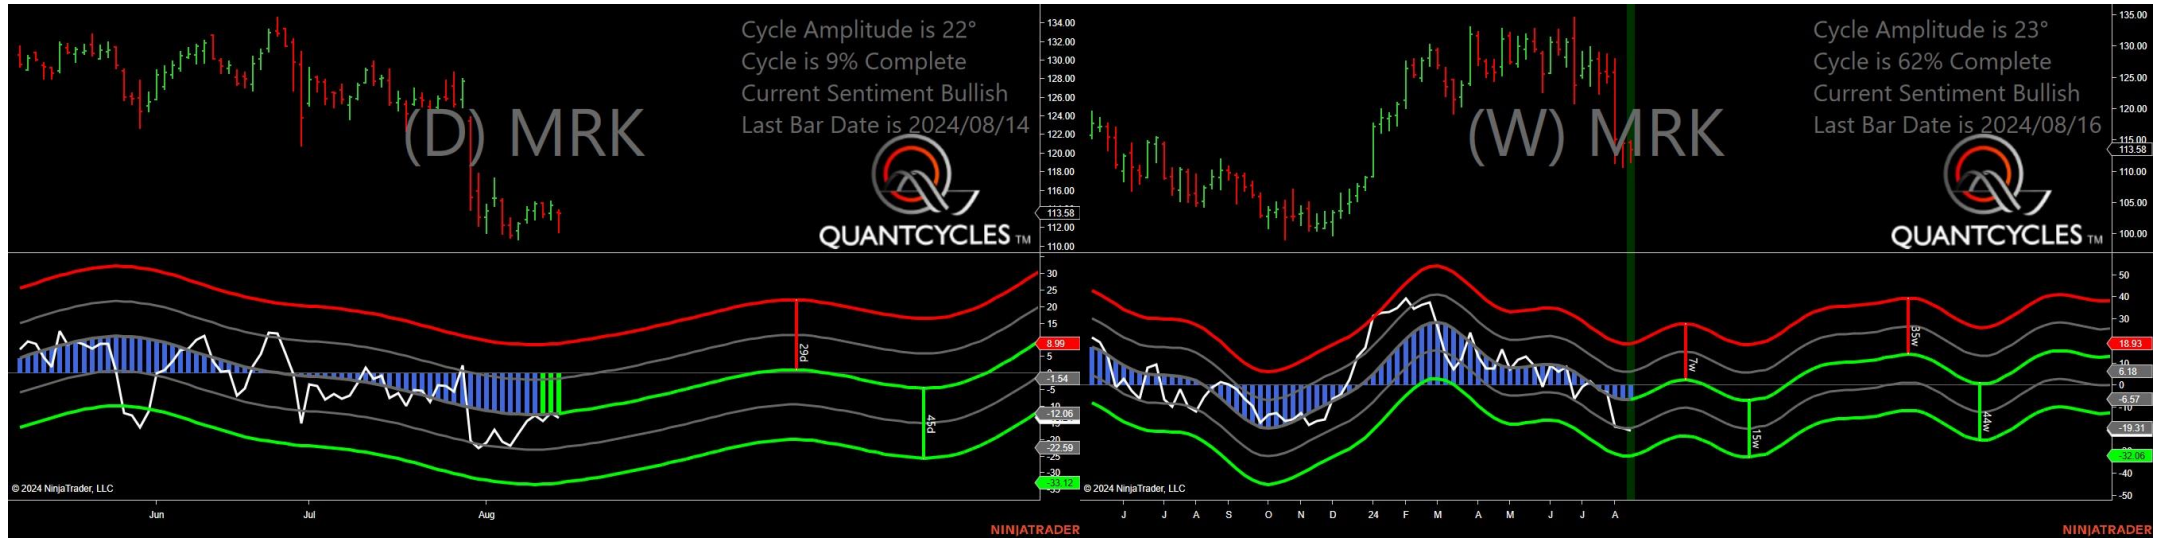 Cycle Amplitude is 22°
Cycle is 9% Complete
Current Sentiment Bullish
Last Bar Date is 2024/08/14
(D) MRK
QUANTCYCLES TM
134.00
132.00
130.00
128.00
126.00
124.00
122.00
120.00
118.00
116.00
113.58
112.00
110.00
30
25
20
15
8.99
5
-1.54
-5
-12.06
-22.59
-25
-30
-33.12
29d
45d
© 2024 NinjaTrader, LLC
Jun Jul Aug
NINJATRADER
Cycle Amplitude is 23°
Cycle is 62% Complete
Current Sentiment Bullish
Last Bar Date is 2024/08/16
(W) MRK
QUANTCYCLES TM
135.00
130.00
125.00
120.00
115.00
113.58
110.00
105.00
100.00
50
40
30
18.93
10
6.18
0
-6.57
-10
-19.31
-32.06
-40
-50
7w
15w
35w
44w
© 2024 NinjaTrader, LLC
J J A S O N D 24 F M A M J J A
NINJATRADER